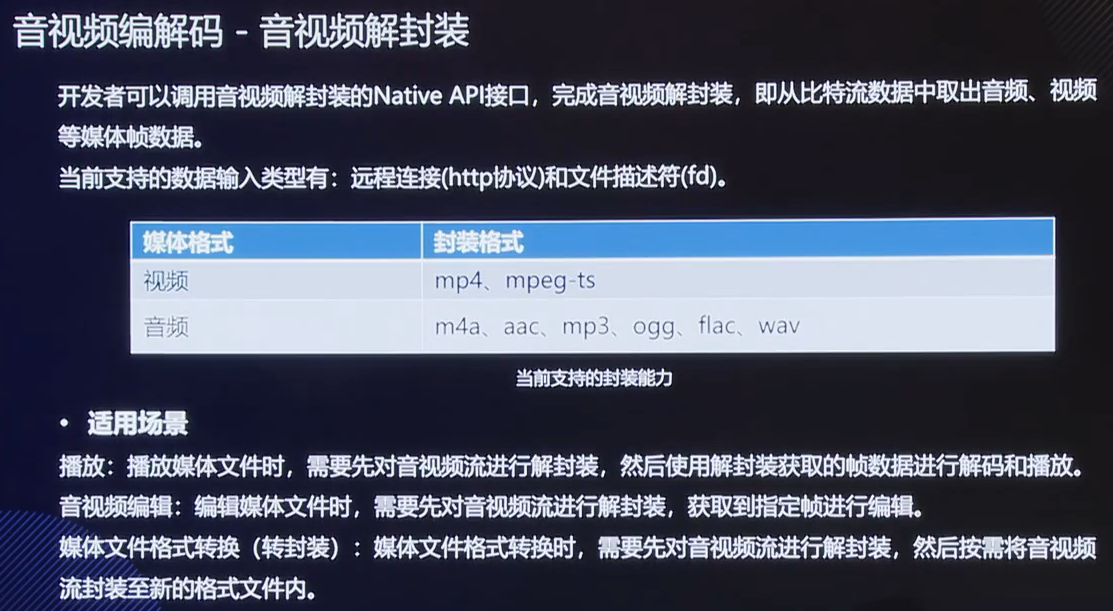 音视频编解码 - 音视频解封装
开发者可以调用音视频解封装的Native API接口，完成音视频解封装，即从比特流数据中取出音频、视频
等媒体帧数据。
当前支持的数据输入类型有：远程连接(http协议)和文件描述符(fd)。
媒体格式 封装格式
视频 mp4、mpeg-ts
音频 m4a、aac、mp3、ogg、flac、wav
当前支持的封装能力
• 适用场景
播放：播放媒体文件时，需要先对音视频流进行解封装，然后使用解封装获取的帧数据进行解码和播放。
音视频编辑：编辑媒体文件时，需要先对音视频流进行解封装，获取到指定帧进行编辑。
媒体文件格式转换（转封装）：媒体文件格式转换时，需要先对音视频流进行解封装，然后按需将音视频
流封装至新的格式文件内。